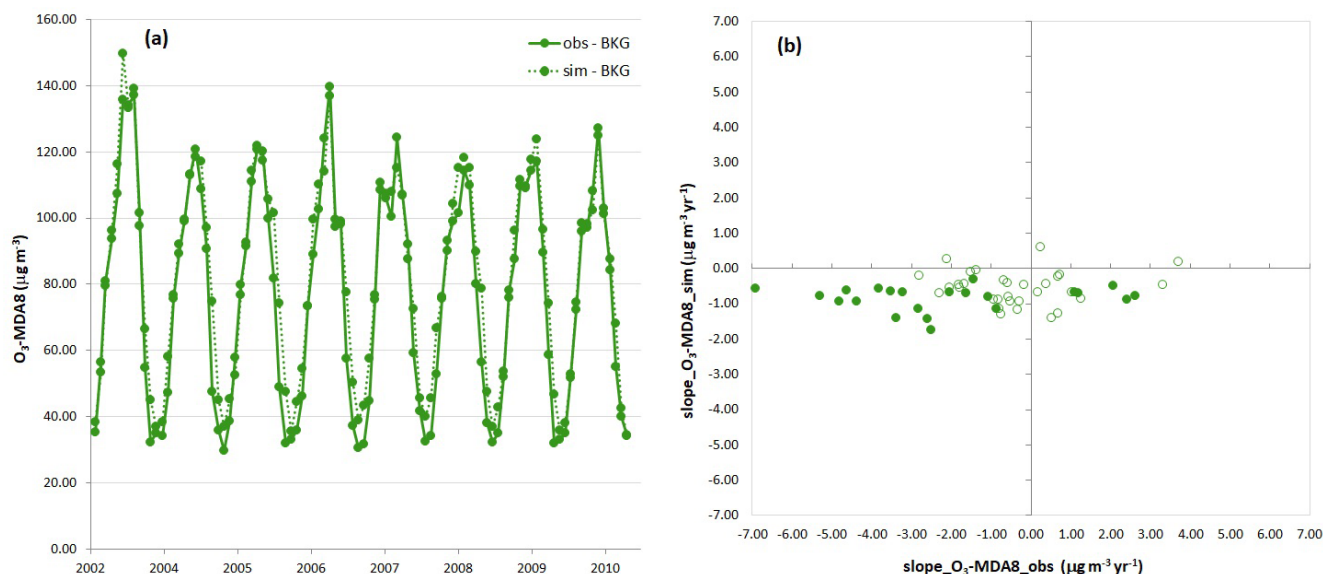 (a)
obs - BKG
sim - BKG
O₃-MDA8 (µg m⁻³)
160.00
140.00
120.00
100.00
80.00
60.00
40.00
20.00
0.00
2002 2003 2004 2005 2006 2007 2008 2009 2010
(b)
slope_O₃-MDA8_sim (µg m⁻³ yr⁻¹)
7.00
6.00
5.00
4.00
3.00
2.00
1.00
0.00
-1.00
-2.00
-3.00
-4.00
-5.00
-6.00
-7.00
-7.00 -6.00 -5.00 -4.00 -3.00 -2.00 -1.00 0.00 1.00 2.00 3.00 4.00 5.00 6.00 7.00
slope_O₃-MDA8_obs (µg m⁻³ yr⁻¹)